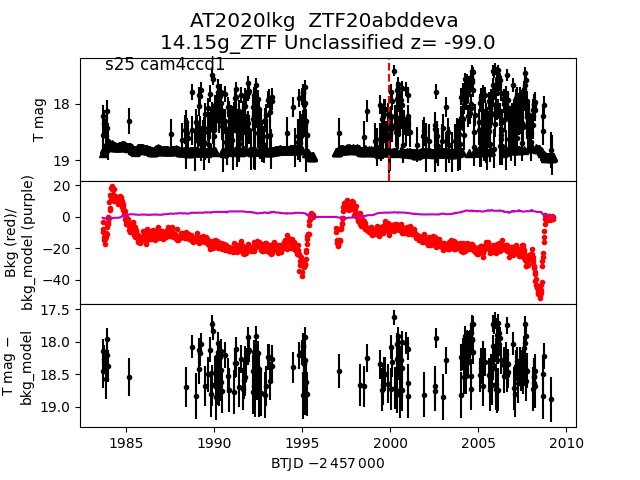 AT2020lkg  ZTF20abddeva
14.15g_ZTF Unclassified z= -99.0
s25 cam4ccd1
T mag
18
19
Bkg (red)/
bkg_model (purple)
20
0
−20
−40
T mag −
bkg_model
17.5
18.0
18.5
19.0
1985
1990
1995
2000
2005
2010
BTJD −2 457 000